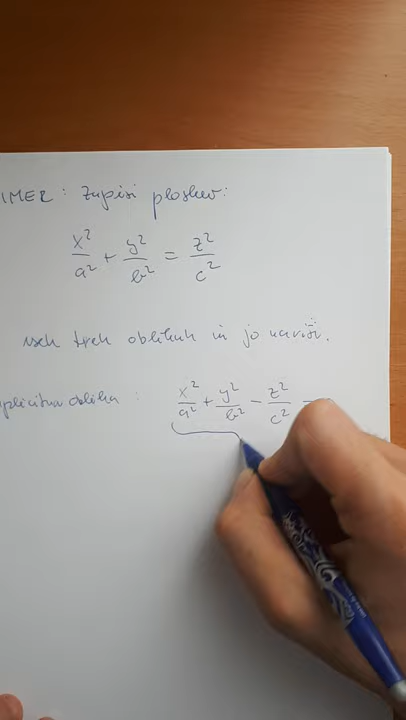 IMER: Zapiši ploskev:
x²/a² + y²/b² = z²/c²
vseh treh oblikah in jo nariši.
plicitna oblika : x²/a² + y²/b² - z²/c² =